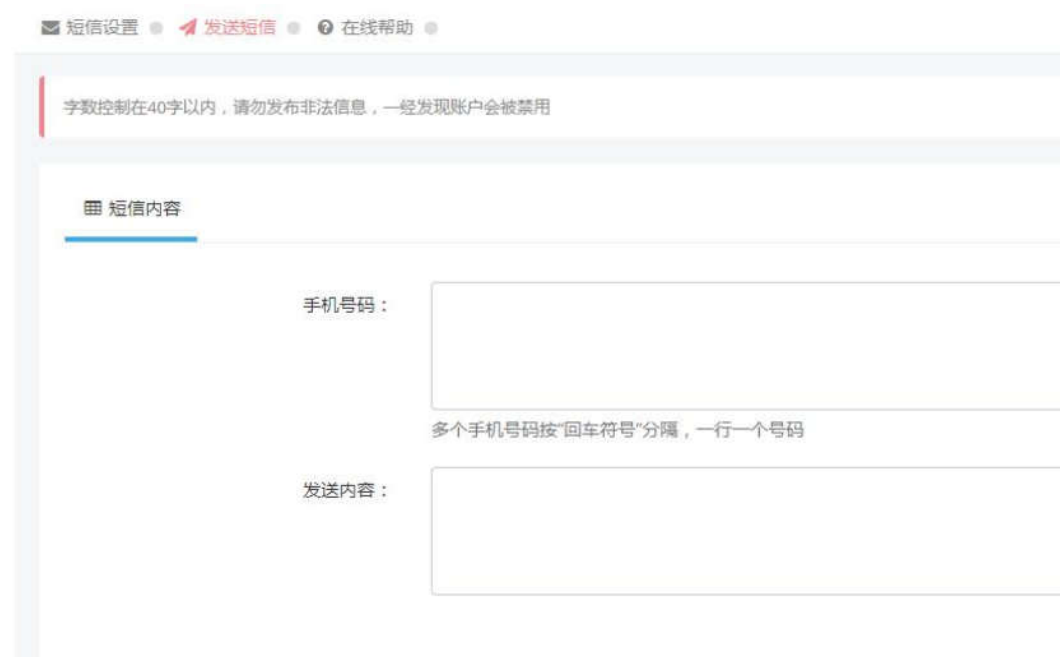 短信设置 发送短信 在线帮助
字数控制在40字以内，请勿发布非法信息，一经发现账户会被禁用
短信内容
手机号码：
多个手机号码按“回车符号”分隔，一行一个号码
发送内容：